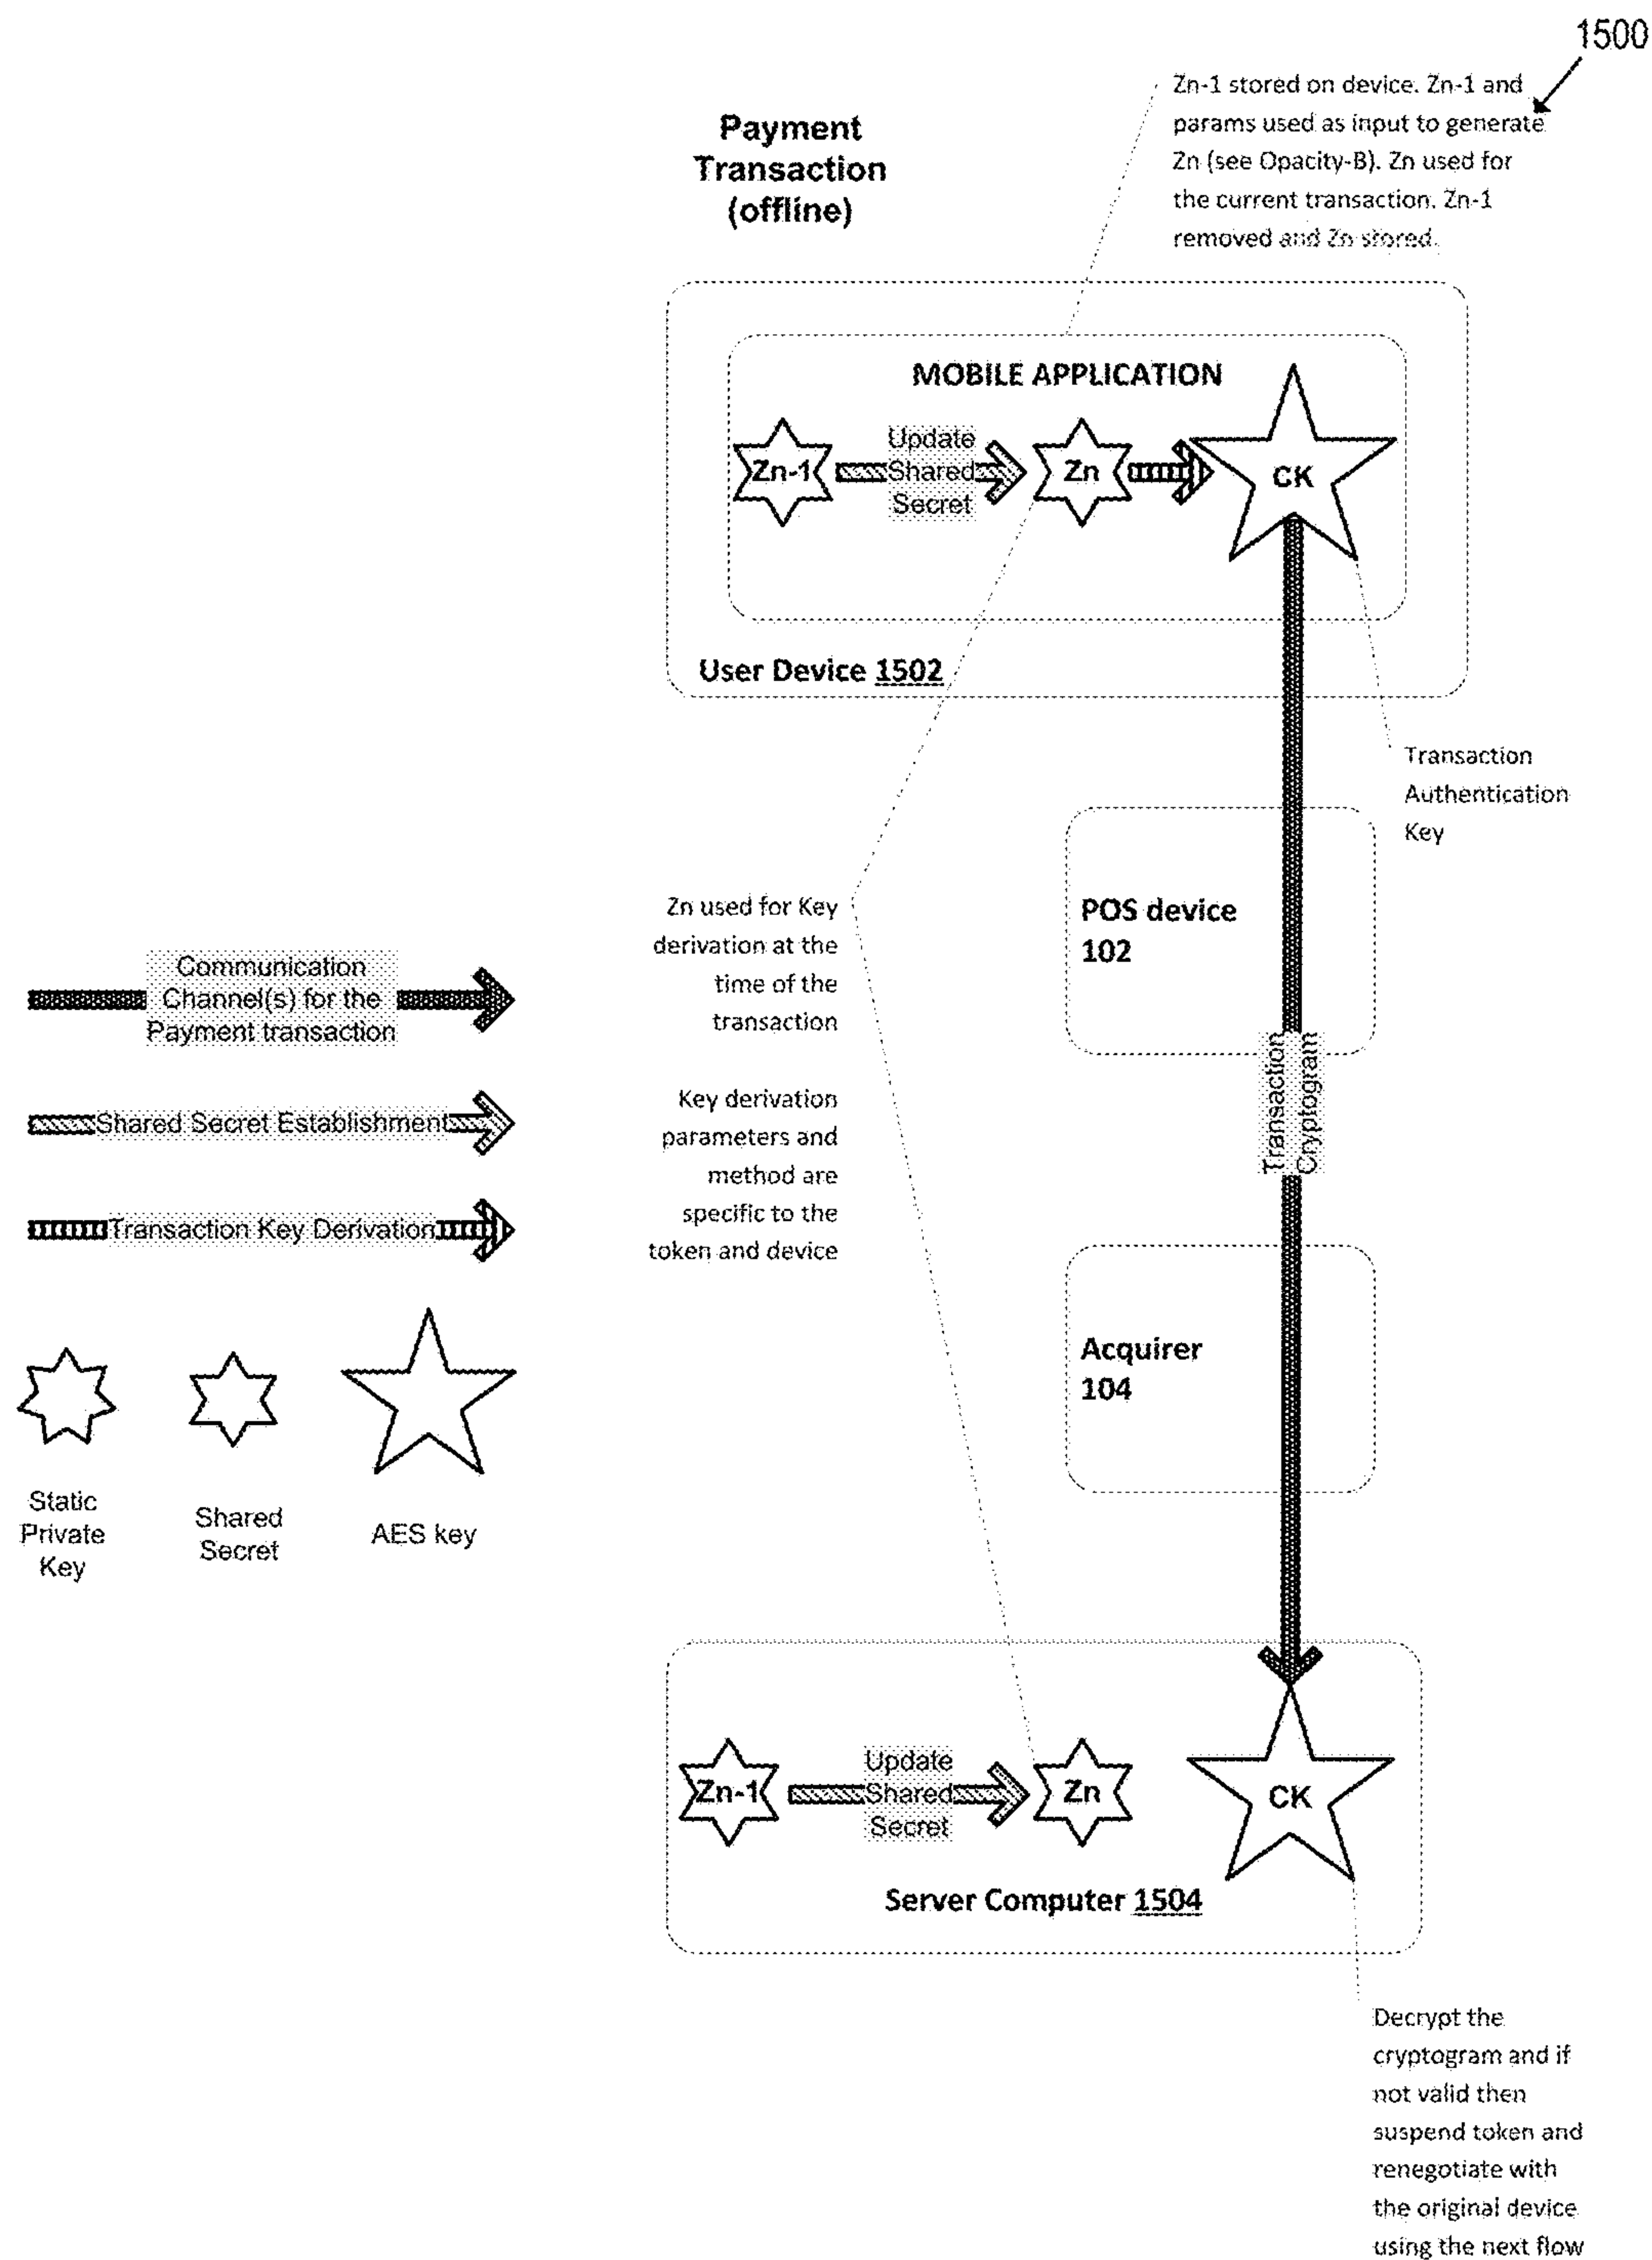 1500
Zn-1 stored on device. Zn-1 and
params used as input to generate
Zn (see Opacity-B). Zn used for
the current transaction. Zn-1
removed and Zn stored.
Payment
Transaction
(offline)
MOBILE APPLICATION
Zn-1
Update
Shared
Secret
Zn
CK
User Device 1502
Transaction
Authentication
Key
POS device
102
Zn used for Key
derivation at the
time of the
transaction
Key derivation
parameters and
method are
specific to the
token and device
Communication
Channel(s) for the
Payment transaction
Shared Secret Establishment
Transaction Key Derivation
Static
Private
Key
Shared
Secret
AES key
Transaction
Cryptogram
Acquirer
104
Zn-1
Update
Shared
Secret
Zn
CK
Server Computer 1504
Decrypt the
cryptogram and if
not valid then
suspend token and
renegotiate with
the original device
using the next flow